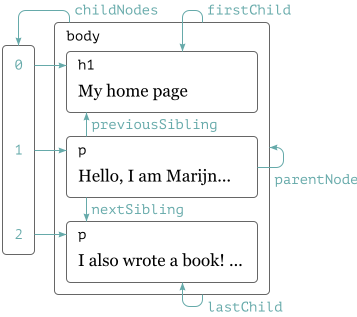 childNodes firstChild
body
0 h1
My home page
previousSibling
1 p
Hello, I am Marijn...
parentNode
nextSibling
2 p
I also wrote a book! ...
lastChild